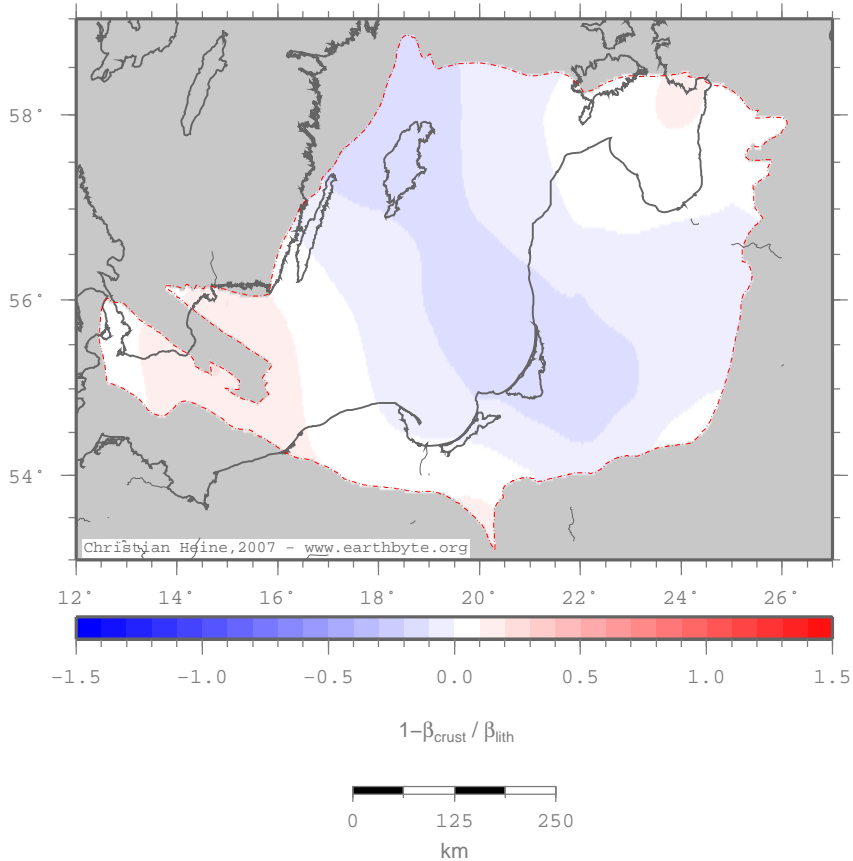 58°
56°
54°
Christian Heine,2007 - www.earthbyte.org
12° 14° 16° 18° 20° 22° 24° 26°
-1.5 -1.0 -0.5 0.0 0.5 1.0 1.5
1-βcrust / βlith
0 125 250
km